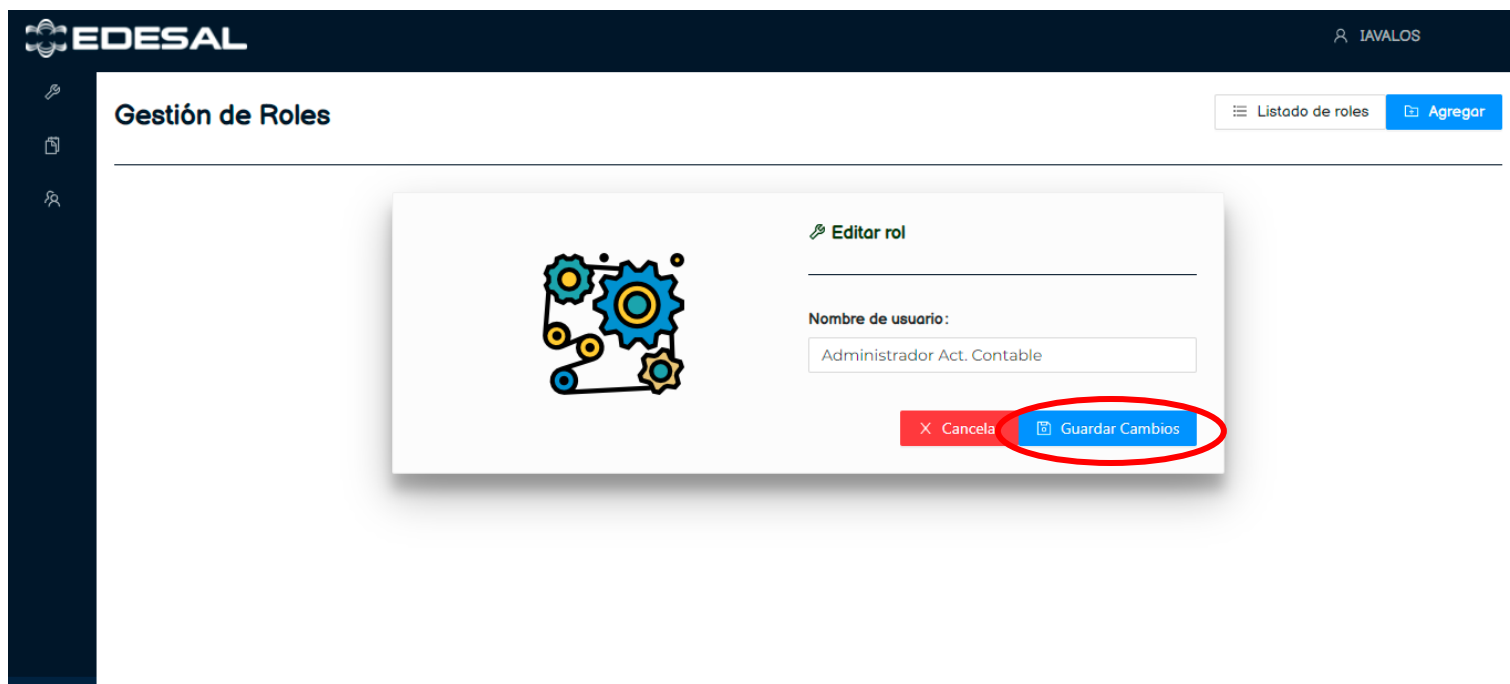 EDESAL
IAVALOS
Gestión de Roles
Listado de roles
Agregar
Editar rol
Nombre de usuario:
Administrador Act. Contable
Cancela
Guardar Cambios